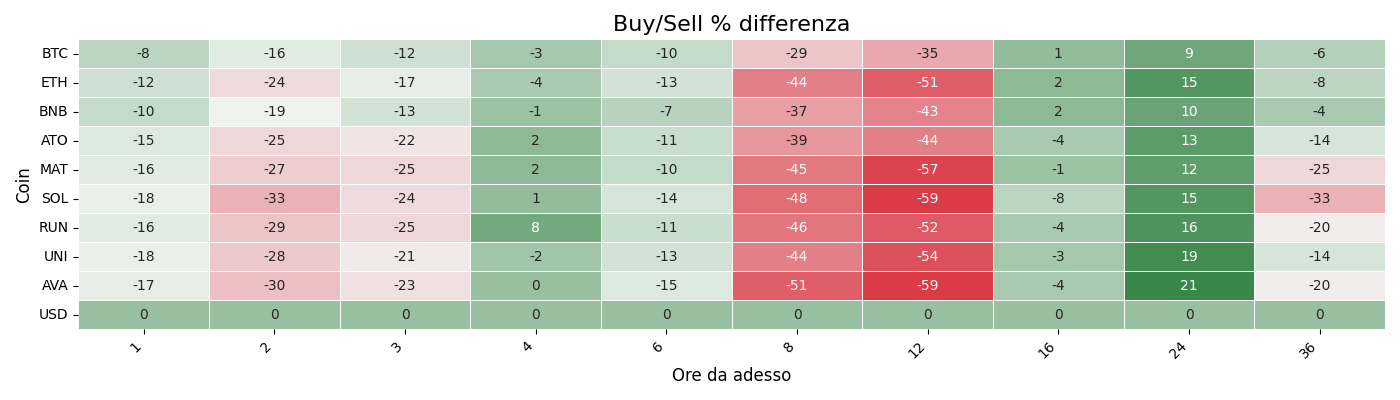 Buy/Sell % differenza
Coin
BTC -8 -16 -12 -3 -10 -29 -35 1 9 -6
ETH -12 -24 -17 -4 -13 -44 -51 2 15 -8
BNB -10 -19 -13 -1 -7 -37 -43 2 10 -4
ATO -15 -25 -22 2 -11 -39 -44 -4 13 -14
MAT -16 -27 -25 2 -10 -45 -57 -1 12 -25
SOL -18 -33 -24 1 -14 -48 -59 -8 15 -33
RUN -16 -29 -25 8 -11 -46 -52 -4 16 -20
UNI -18 -28 -21 -2 -13 -44 -54 -3 19 -14
AVA -17 -30 -23 0 -15 -51 -59 -4 21 -20
USD 0 0 0 0 0 0 0 0 0 0
1 2 3 4 6 8 12 16 24 36
Ore da adesso